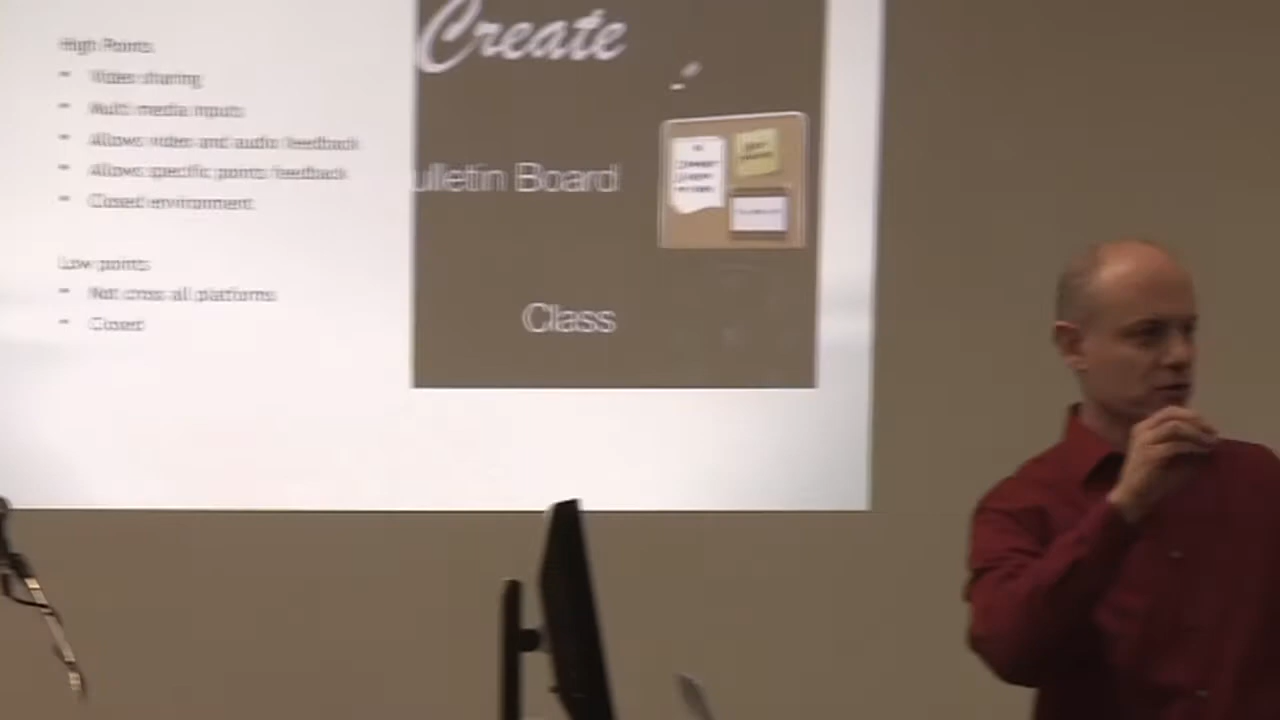 High Points
- Video sharing
- Multi media inputs
- Allows video and audio feedback
- Allows specific points feedback
- Closed environment
Low points
- Not cross all platforms
- Closed
Create
ulletin Board
Class